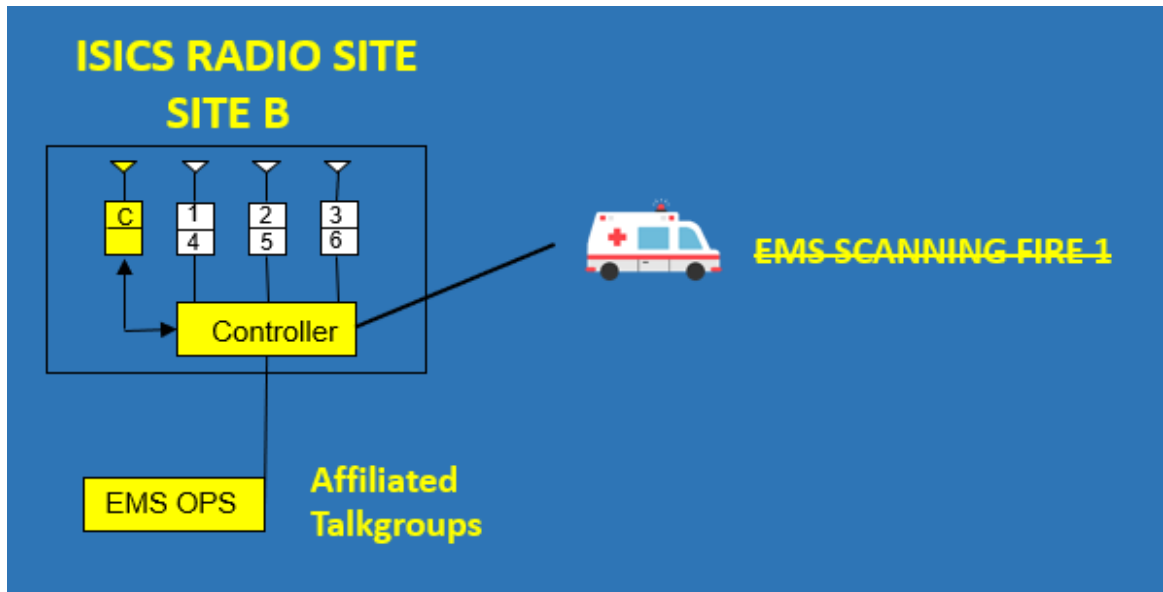 ISICS RADIO SITE
SITE B
C
1
2
3
4
5
6
Controller
EMS SCANNING FIRE 1
EMS OPS
Affiliated
Talkgroups